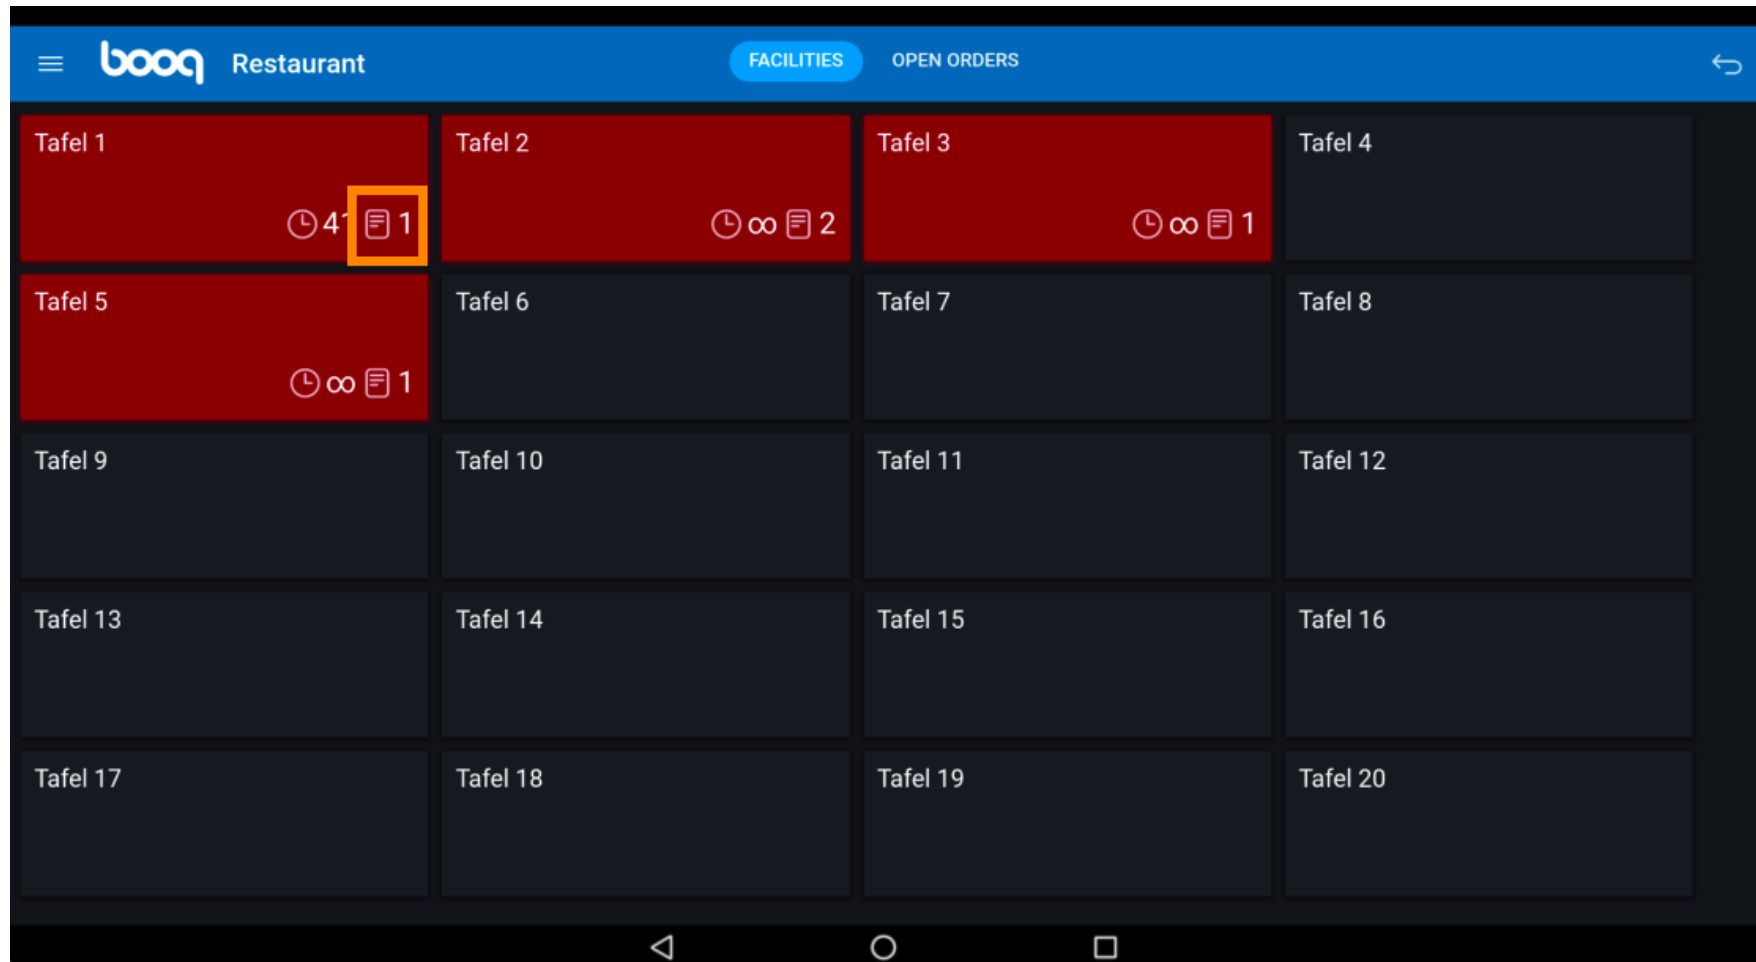 booq Restaurant FACILITIES OPEN ORDERS
Tafel 1 Tafel 2 Tafel 3 Tafel 4
1 ∞ 2 ∞ 1
Tafel 5 Tafel 6 Tafel 7 Tafel 8
∞ 1
Tafel 9 Tafel 10 Tafel 11 Tafel 12
Tafel 13 Tafel 14 Tafel 15 Tafel 16
Tafel 17 Tafel 18 Tafel 19 Tafel 20